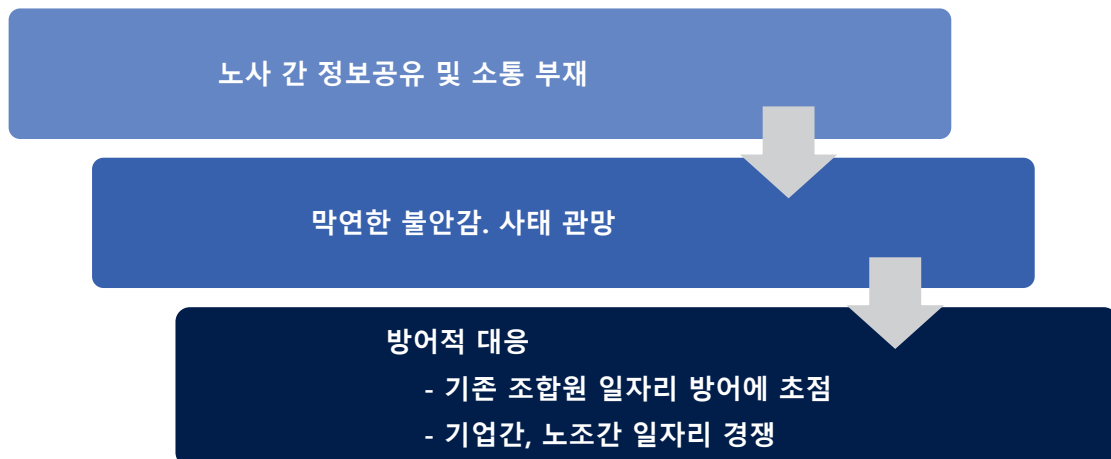 노사 간 정보공유 및 소통 부재
막연한 불안감. 사태 관망
방어적 대응
- 기존 조합원 일자리 방어에 초점
- 기업간, 노조간 일자리 경쟁